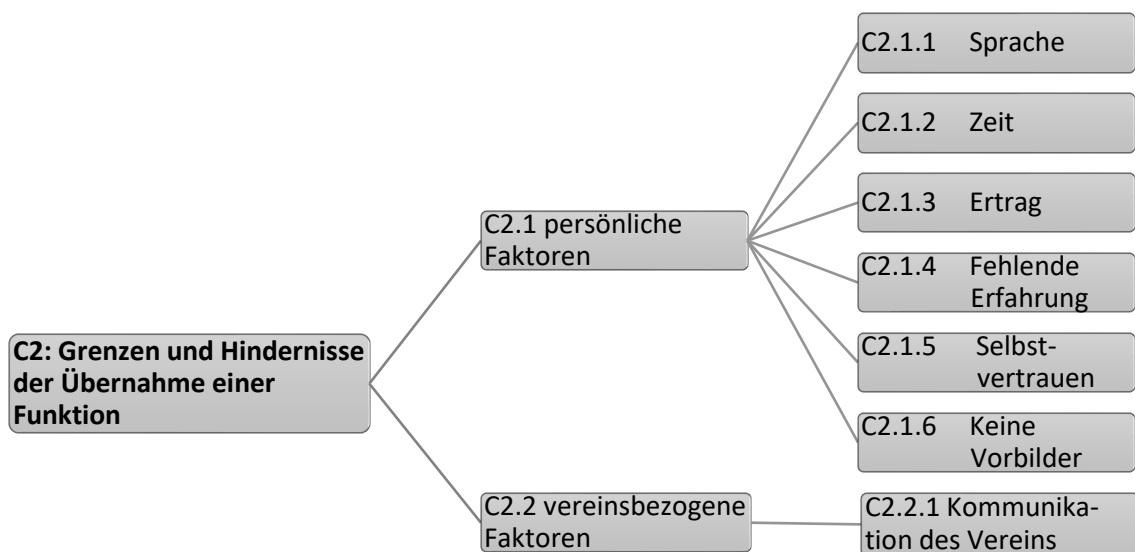 C2.1.1 Sprache
C2.1.2 Zeit
C2.1.3 Ertrag
C2.1 persönliche
Faktoren
C2.1.4 Fehlende
Erfahrung
C2: Grenzen und Hindernisse
der Übernahme einer
Funktion
C2.1.5 Selbst-
vertrauen
C2.1.6 Keine
Vorbilder
C2.2 vereinsbezogene
Faktoren
C2.2.1 Kommunika-
tion des Vereins